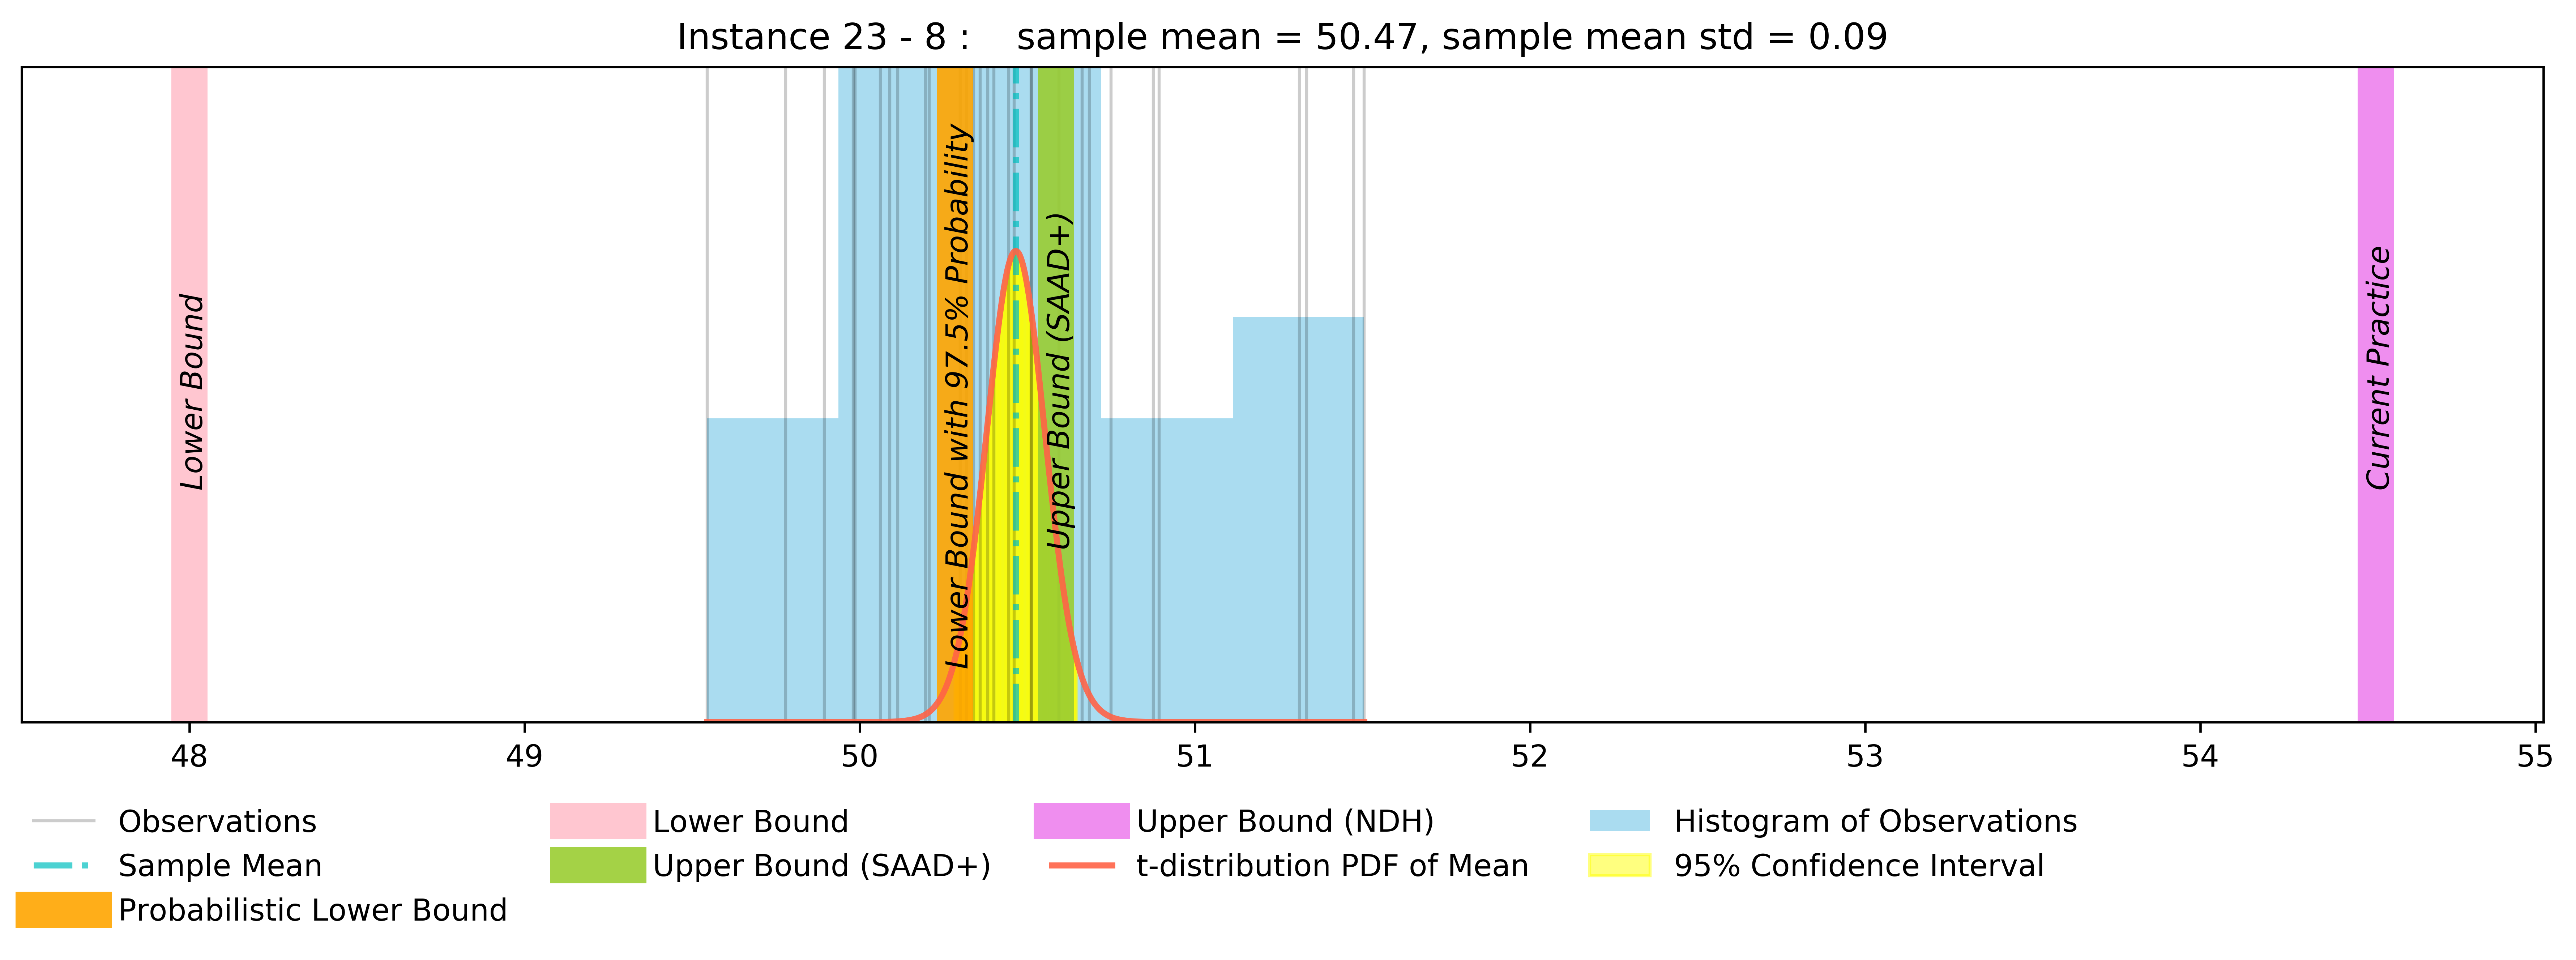 Instance 23 - 8 :    sample mean = 50.47, sample mean std = 0.09
Lower Bound
Lower Bound with 97.5% Probability
Upper Bound (SAAD+)
Current Practice
48 49 50 51 52 53 54 55
Observations Lower Bound Upper Bound (NDH) Histogram of Observations
Sample Mean Upper Bound (SAAD+) t-distribution PDF of Mean 95% Confidence Interval
Probabilistic Lower Bound